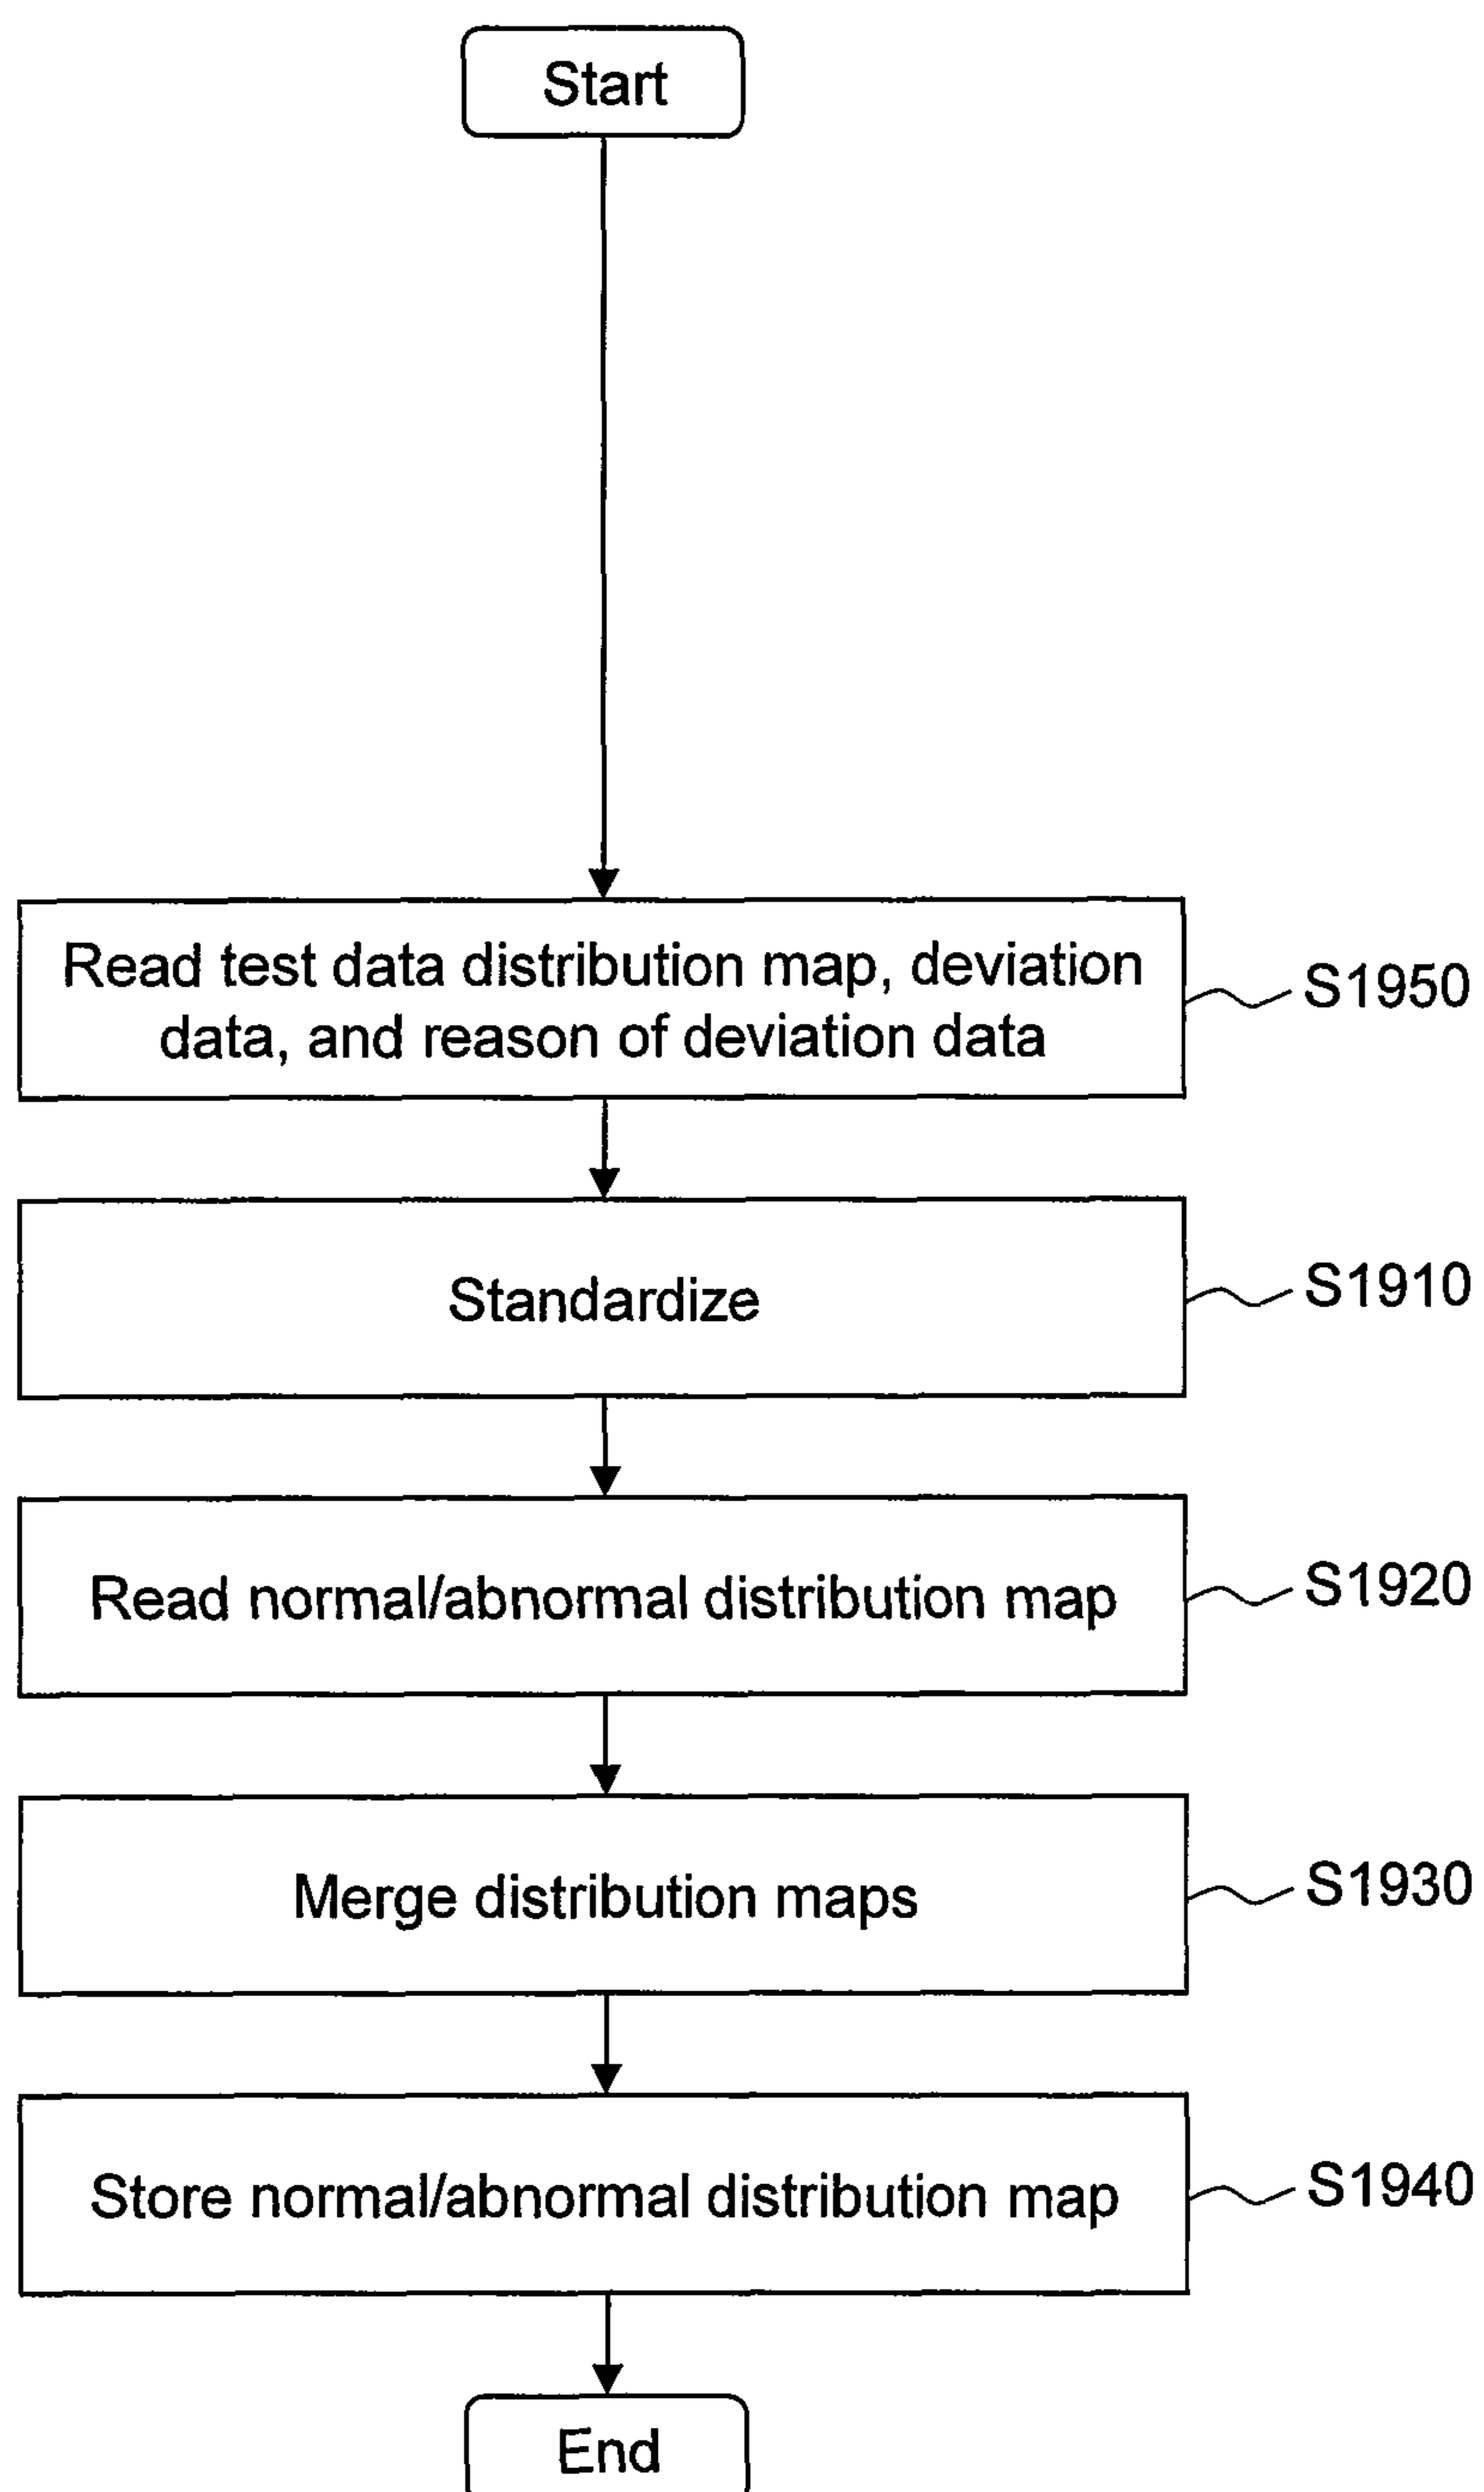 Start
Read test data distribution map, deviation
data, and reason of deviation data
S1950
Standardize
S1910
Read normal/abnormal distribution map
S1920
Merge distribution maps
S1930
Store normal/abnormal distribution map
S1940
End